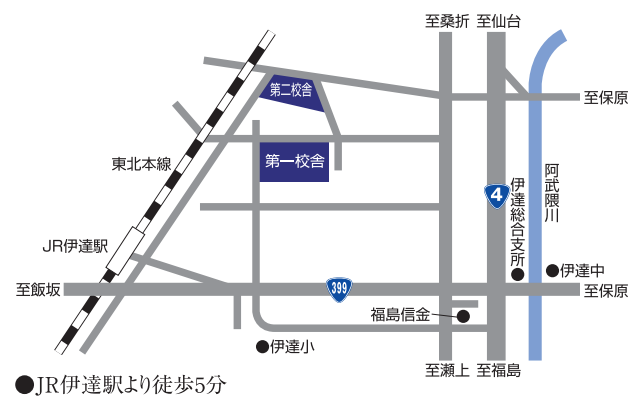 至桑折
至仙台
第二校舎
至保原
東北本線
第一校舎
阿武隈川
4
伊達総合支所
JR伊達駅
伊達中
至飯坂
399
至保原
福島信金
伊達小
至瀬上
至福島
●JR伊達駅より徒歩5分